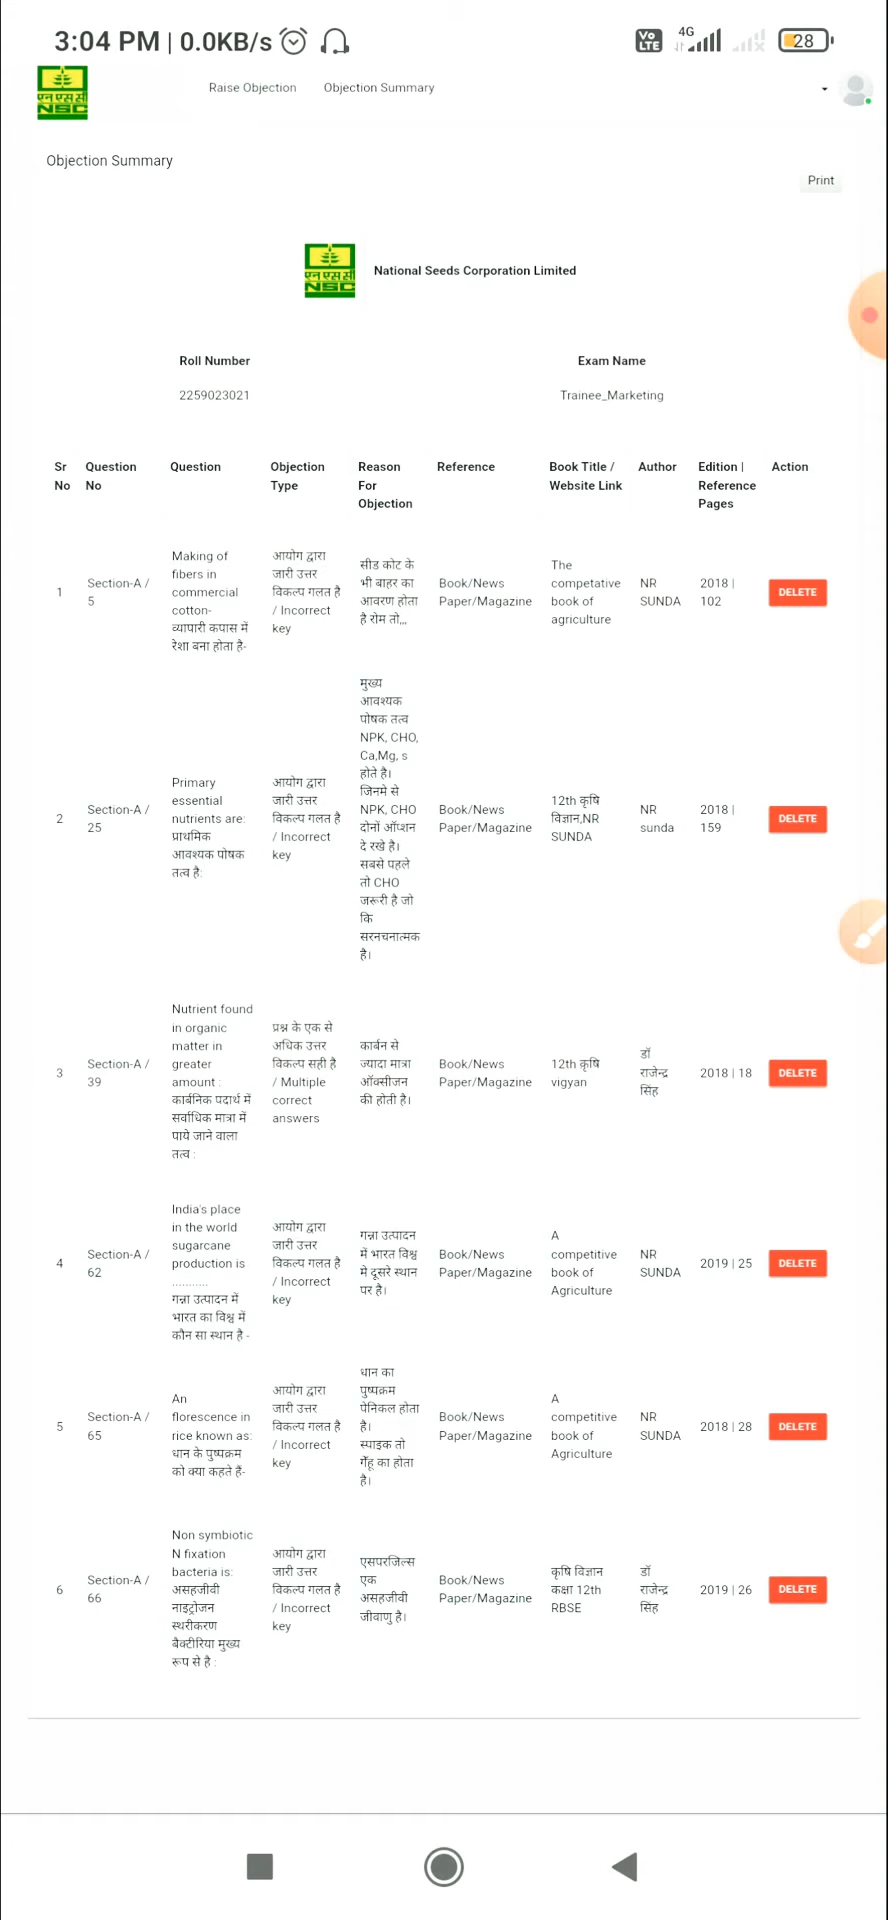 3:04 PM | 0.0KB/s
Vo LTE 4G 28
एन एस सी
NSC
Raise Objection Objection Summary
Objection Summary
Print
एन एस सी
NSC
National Seeds Corporation Limited
Roll Number Exam Name
2259023021 Trainee_Marketing
Sr No
Question No
Question
Objection Type
Reason For Objection
Reference
Book Title / Website Link
Author
Edition | Reference Pages
Action
1
Section-A / 5
Making of
fibers in
commercial
cotton-
व्यापारी कपास में
रेशा बना होता है-
आयोग द्वारा
जारी उत्तर
विकल्प गलत है
/ Incorrect
key
सीड कोट के
भी बाहर का
आवरण होता
है रोम तो,,,
Book/News
Paper/Magazine
The
competative
book of
agriculture
NR
SUNDA
2018 |
102
DELETE
2
Section-A /
25
Primary
essential
nutrients are:
प्राथमिक
आवश्यक पोषक
तत्व है:
आयोग द्वारा
जारी उत्तर
विकल्प गलत है
/ Incorrect
key
मुख्य
आवश्यक
पोषक तत्व
NPK, CHO,
Ca,Mg, s
होते है।
जिनमे से
NPK, CHO
दोनों ऑप्शन
दे रखे है।
सबसे पहले
तो CHO
जरूरी है जो
कि
सरनचनात्मक
है।
Book/News
Paper/Magazine
12th कृषि
विज्ञान,NR
SUNDA
NR
sunda
2018 |
159
DELETE
3
Section-A /
39
Nutrient found
in organic
matter in
greater
amount :
कार्बनिक पदार्थ में
सर्वाधिक मात्रा में
पाये जाने वाला
तत्व :
प्रश्न के एक से
अधिक उत्तर
विकल्प सही है
/ Multiple
correct
answers
कार्बन से
ज्यादा मात्रा
ऑक्सीजन
की होती है।
Book/News
Paper/Magazine
12th कृषि
vigyan
डॉ
राजेन्द्र
सिंह
2018 | 18
DELETE
4
Section-A /
62
India's place
in the world
sugarcane
production is
...........
गन्ना उत्पादन में
भारत का विश्व में
कौन सा स्थान है -
आयोग द्वारा
जारी उत्तर
विकल्प गलत है
/ Incorrect
key
गन्ना उत्पादन
में भारत विश्व
मे दूसरे स्थान
पर है।
Book/News
Paper/Magazine
A
competitive
book of
Agriculture
NR
SUNDA
2019 | 25
DELETE
5
Section-A /
65
An
florescence in
rice known as:
धान के पुष्पक्रम
को क्या कहते हैं-
आयोग द्वारा
जारी उत्तर
विकल्प गलत है
/ Incorrect
key
धान का
पुष्पक्रम
पेनिकल होता
है।
स्पाइक तो
गेँहू का होता
है।
Book/News
Paper/Magazine
A
competitive
book of
Agriculture
NR
SUNDA
2018 | 28
DELETE
6
Section-A /
66
Non symbiotic
N fixation
bacteria is:
असहजीवी
नाइट्रोजन
स्थरीकरण
बैक्टीरिया मुख्य
रूप से है :
आयोग द्वारा
जारी उत्तर
विकल्प गलत है
/ Incorrect
key
एसपरजिल्स
एक
असहजीवी
जीवाणु है।
Book/News
Paper/Magazine
कृषि विज्ञान
कक्षा 12th
RBSE
डॉ
राजेन्द्र
सिंह
2019 | 26
DELETE